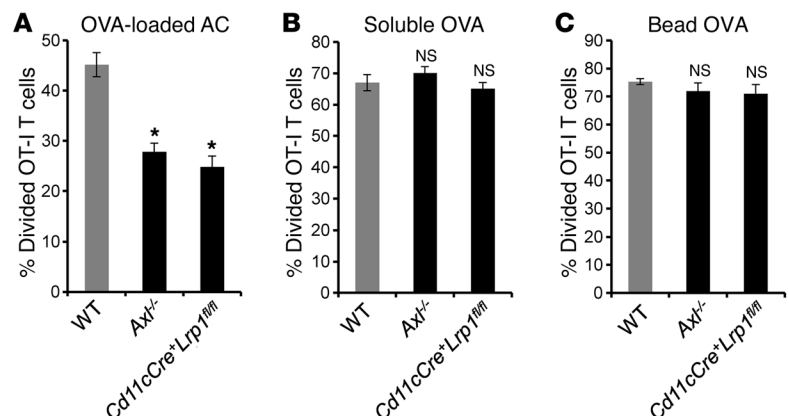 A OVA-loaded AC
% Divided OT-I T cells
50
40
30
20
10
0
*
*
WT
Axl-/-
Cd11cCre+Lrp1fl/fl
B Soluble OVA
% Divided OT-I T cells
80
70
60
50
40
30
20
10
0
NS
NS
WT
Axl-/-
Cd11cCre+Lrp1fl/fl
C Bead OVA
% Divided OT-I T cells
90
80
70
60
50
40
30
20
10
0
NS
NS
WT
Axl-/-
Cd11cCre+Lrp1fl/fl